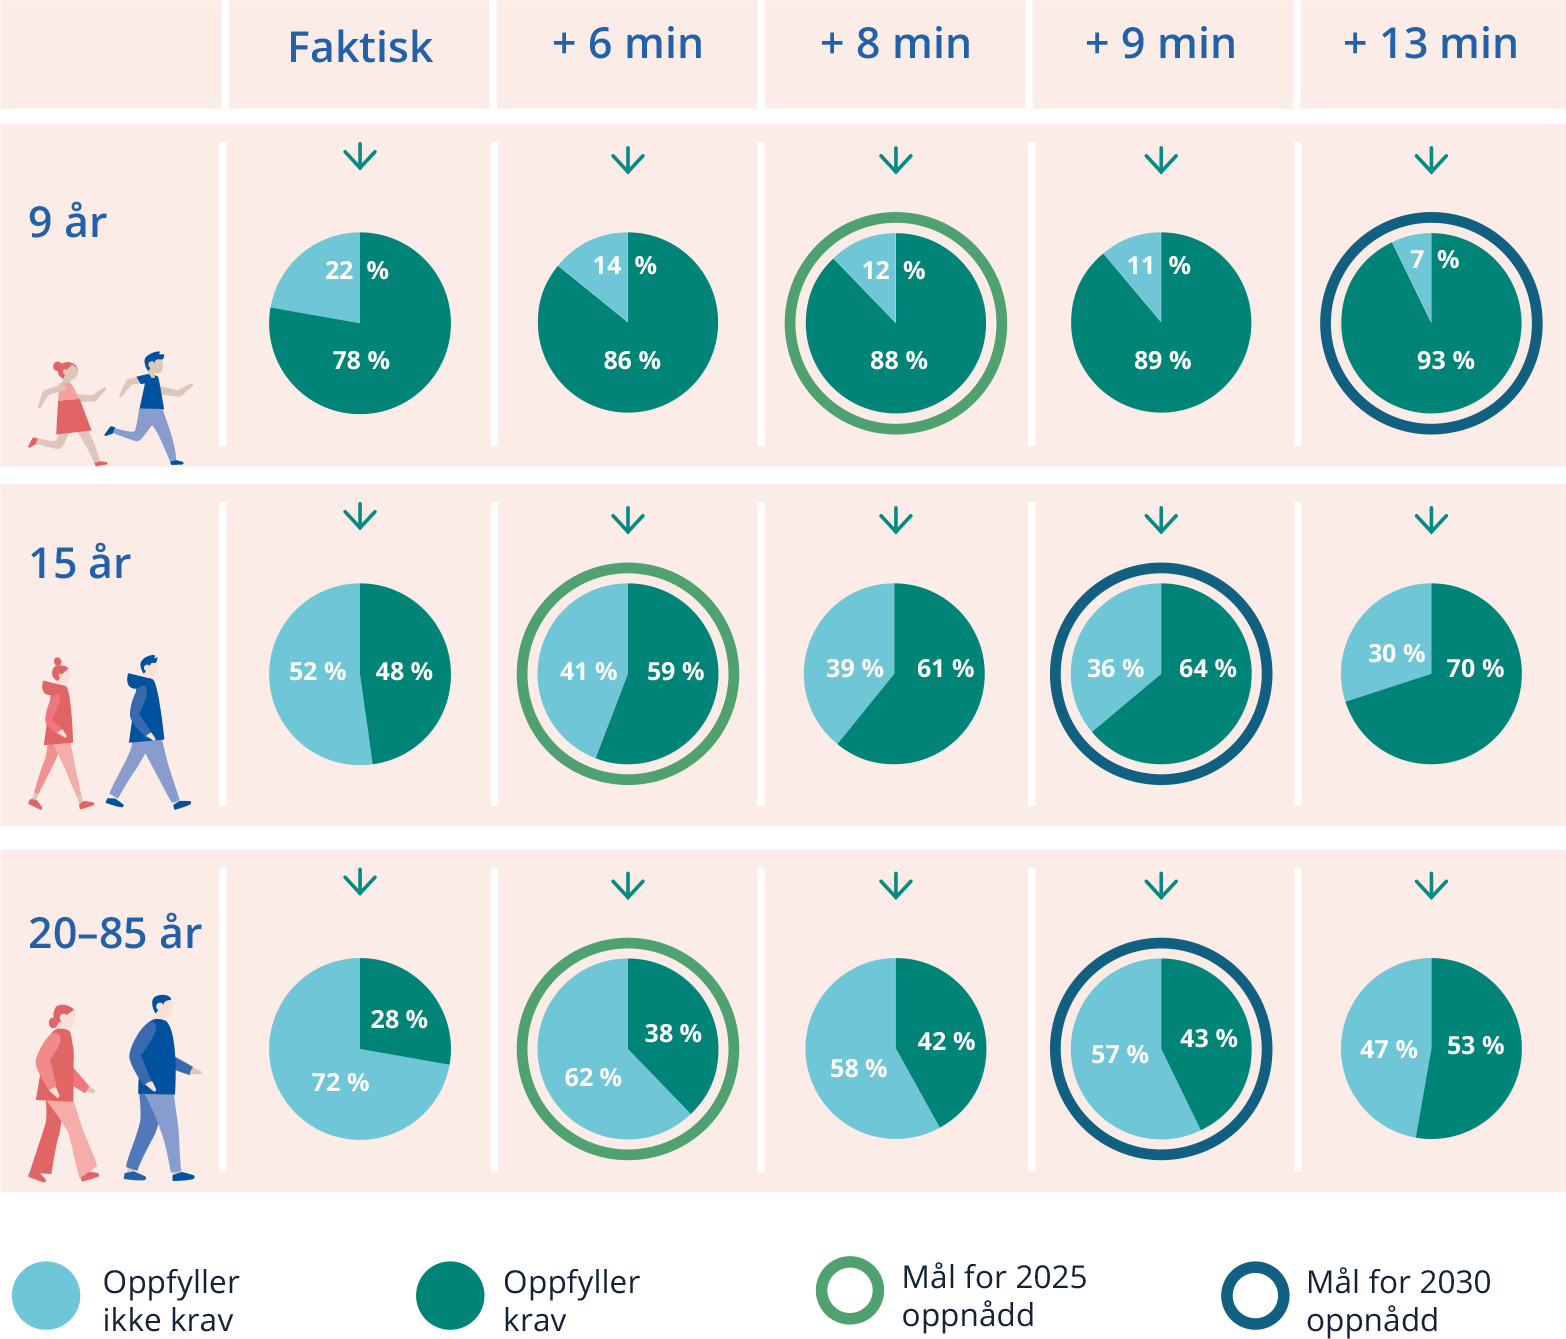 Faktisk
+ 6 min
+ 8 min
+ 9 min
+ 13 min
9 år
22 %
78 %
14 %
86 %
12 %
88 %
11 %
89 %
7 %
93 %
15 år
52 %
48 %
41 %
59 %
39 %
61 %
36 %
64 %
30 %
70 %
20–85 år
28 %
72 %
38 %
62 %
42 %
58 %
43 %
57 %
47 %
53 %
Oppfyller
ikke krav
Oppfyller
krav
Mål for 2025
oppnådd
Mål for 2030
oppnådd